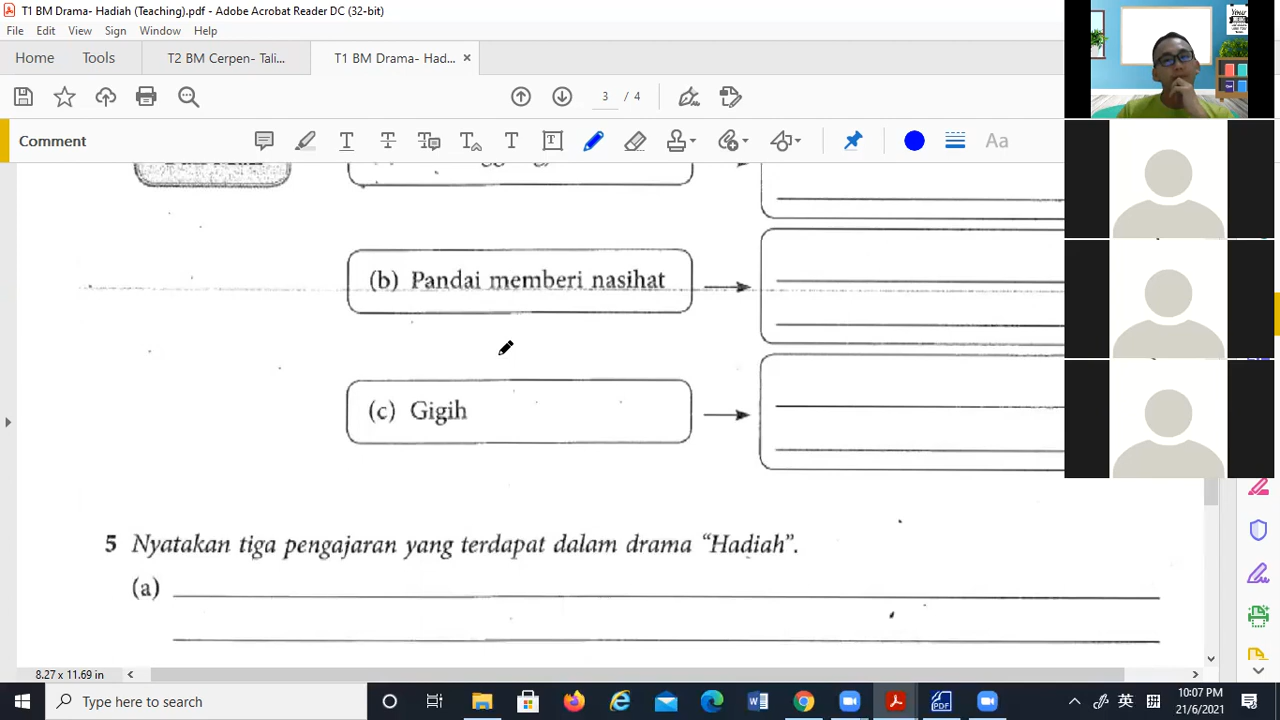 T1 BM Drama- Hadiah (Teaching).pdf - Adobe Acrobat Reader DC (32-bit)
File Edit View Sign Window Help
Home Tools T2 BM Cerpen- Tali... T1 BM Drama- Had... ×
3 / 4
Comment
T T Aa
(b) Pandai memberi nasihat
(c) Gigih
5 Nyatakan tiga pengajaran yang terdapat dalam drama “Hadiah”.
(a)
8.27 x 11.69 in
Type here to search
英 拼
10:07 PM
21/6/2021